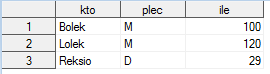 kto plec ile
1 Bolek M 100
2 Lolek M 120
3 Reksio D 29